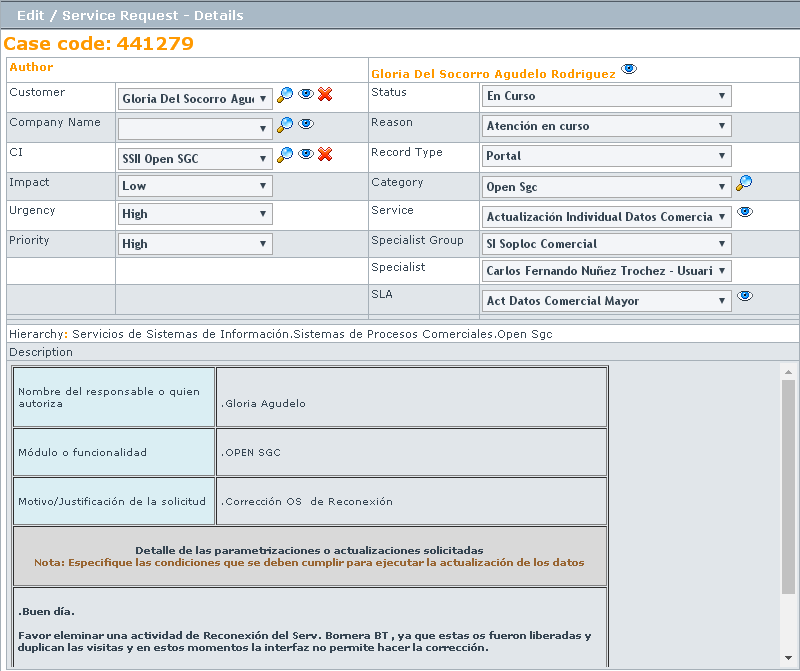 Edit / Service Request - Details
Case code: 441279
Author
Gloria Del Socorro Agudelo Rodriguez
Customer
Gloria Del Socorro Agu
Status
En Curso
Company Name
Reason
Atención en curso
CI
SSII Open SGC
Record Type
Portal
Impact
Low
Category
Open Sgc
Urgency
High
Service
Actualización Individual Datos Comercia
Priority
High
Specialist Group
SI Soploc Comercial
Specialist
Carlos Fernando Nuñez Trochez - Usuari
SLA
Act Datos Comercial Mayor
Hierarchy: Servicios de Sistemas de Información.Sistemas de Procesos Comerciales.Open Sgc
Description
Nombre del responsable o quien
autoriza
.Gloria Agudelo
Módulo o funcionalidad
.OPEN SGC
Motivo/Justificación de la solicitud
.Corrección OS de Reconexión
Detalle de las parametrizaciones o actualizaciones solicitadas
Nota: Especifique las condiciones que se deben cumplir para ejecutar la actualización de los datos
.Buen día.
Favor eleminar una actividad de Reconexión del Serv. Bornera BT , ya que estas os fueron liberadas y
duplican las visitas y en estos momentos la interfaz no permite hacer la corrección.